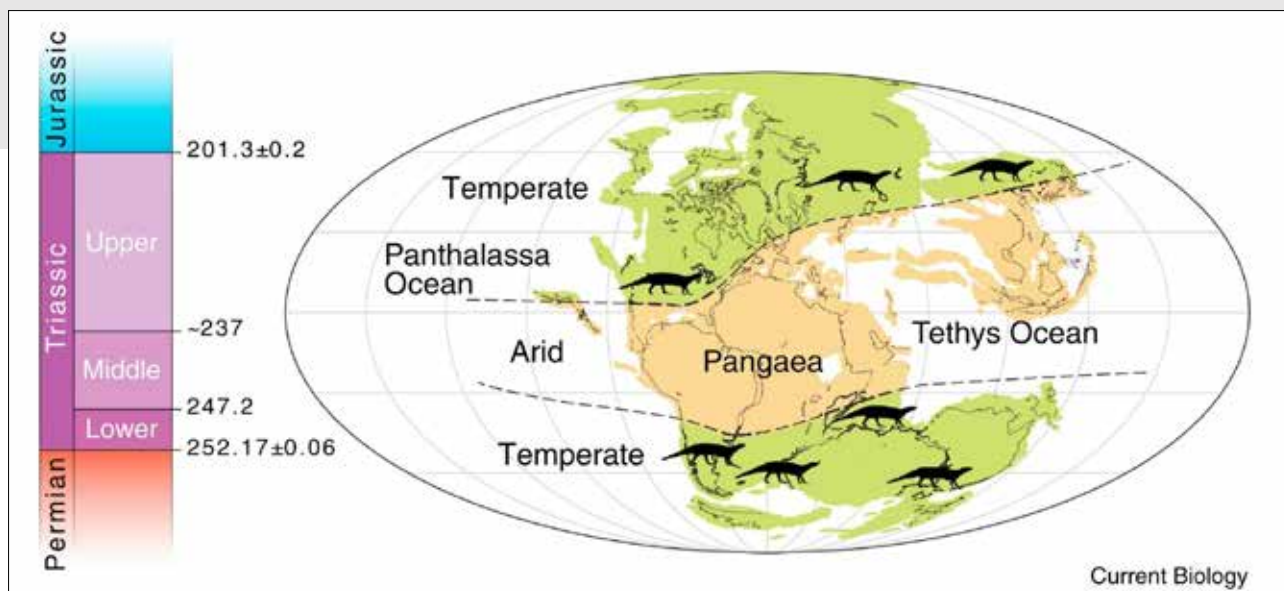 Jurassic
Triassic
Permian
Upper
Middle
Lower
201.3±0.2
~237
247.2
252.17±0.06
Temperate
Panthalassa
Ocean
Arid
Pangaea
Tethys Ocean
Temperate
Current Biology